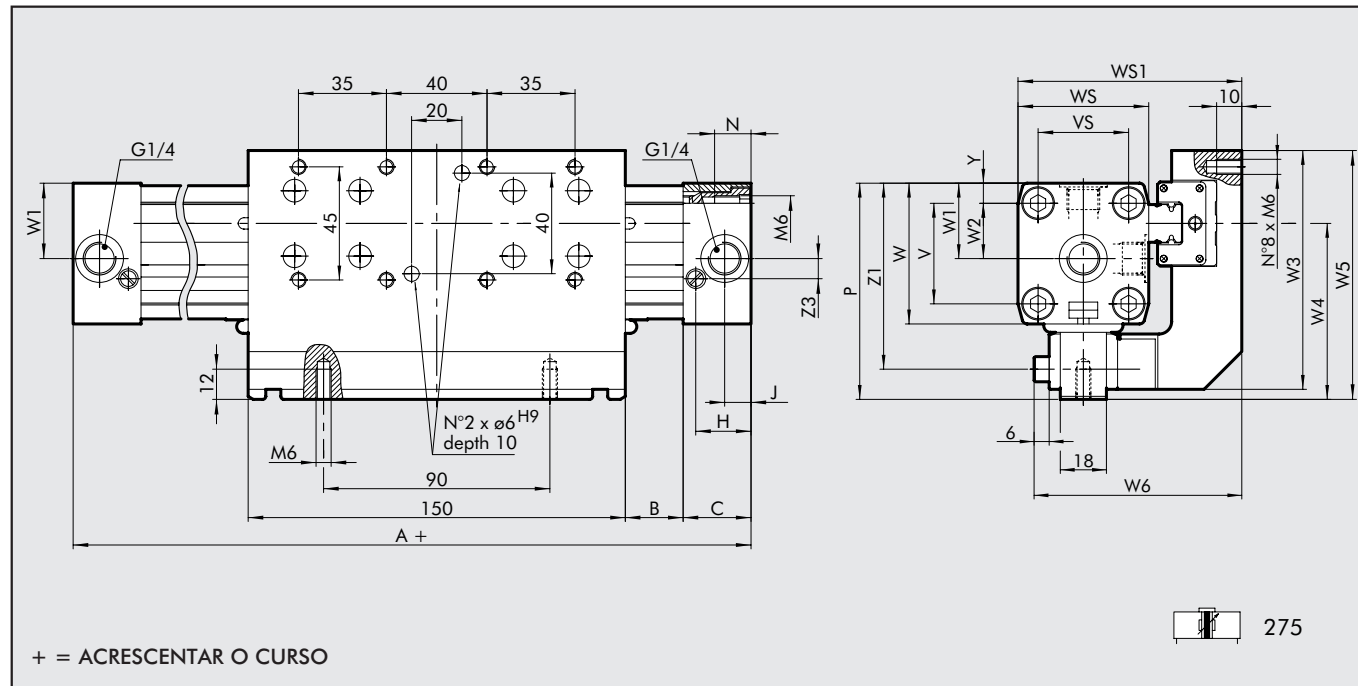 35
40
35
20
N
G1/4
G1/4
W1
45
40
M6
Z3
12
J
H
N°2 x ø6 H9
depth 10
M6
90
150
B
C
A +
WS1
WS
10
VS
Y
P
Z1
W
V
W1
W2
N°8 x M6
W3
W4
W5
6
18
W6
275
+ = ACRESCENTAR O CURSO